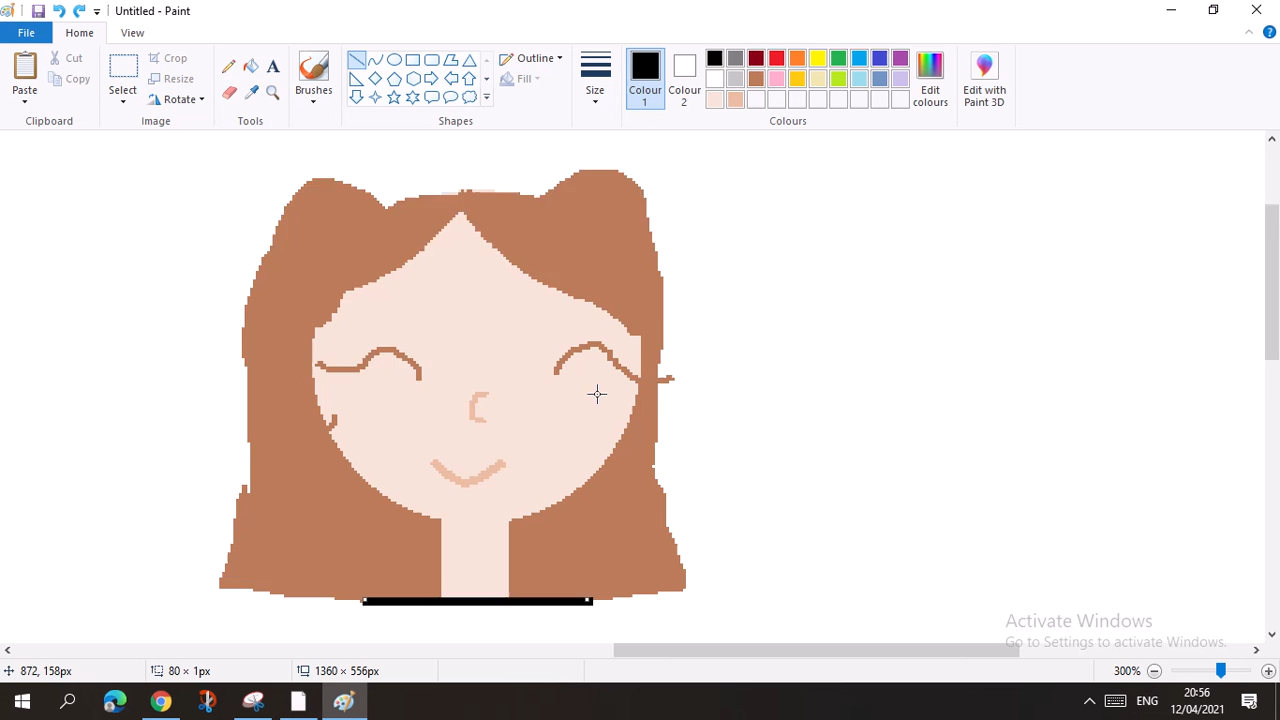 Untitled - Paint
File Home View
Paste
Cut
Copy
Clipboard
Select
Crop
Resize
Rotate
Image
A
Tools
Brushes
Outline
Fill
Shapes
Size
Colour 1
Colour 2
Edit colours
Colours
Edit with Paint 3D
Activate Windows
Go to Settings to activate Windows.
872, 158px
80 × 1px
1360 × 556px
300%
ENG
20:56
12/04/2021